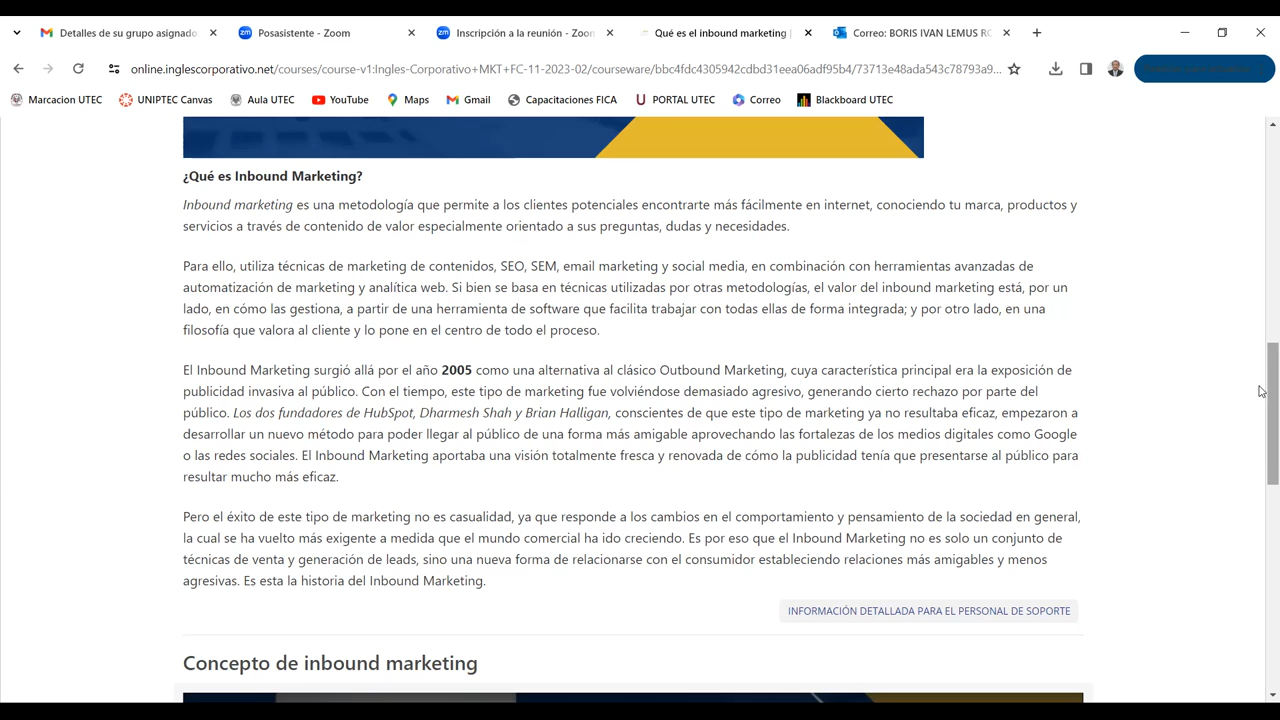 Detalles de su grupo asignado.
Posasistente - Zoom
Inscripción a la reunión - Zoom
Qué es el inbound marketing |
Correo: BORIS IVAN LEMUS RO
online.inglescorporativo.net/courses/course-v1:Ingles-Corporativo+MKT+FC-11-2023-02/courseware/bbc4fdc4305942cdbd31eea06adf95b4/73713e48ada543c78793a9...
Marcacion UTEC
UNIPTEC Canvas
Aula UTEC
YouTube
Maps
Gmail
Capacitaciones FICA
PORTAL UTEC
Correo
Blackboard UTEC
¿Qué es Inbound Marketing?
Inbound marketing es una metodología que permite a los clientes potenciales encontrarte más fácilmente en internet, conociendo tu marca, productos y
servicios a través de contenido de valor especialmente orientado a sus preguntas, dudas y necesidades.
Para ello, utiliza técnicas de marketing de contenidos, SEO, SEM, email marketing y social media, en combinación con herramientas avanzadas de
automatización de marketing y analítica web. Si bien se basa en técnicas utilizadas por otras metodologías, el valor del inbound marketing está, por un
lado, en cómo las gestiona, a partir de una herramienta de software que facilita trabajar con todas ellas de forma integrada; y por otro lado, en una
filosofía que valora al cliente y lo pone en el centro de todo el proceso.
El Inbound Marketing surgió allá por el año 2005 como una alternativa al clásico Outbound Marketing, cuya característica principal era la exposición de
publicidad invasiva al público. Con el tiempo, este tipo de marketing fue volviéndose demasiado agresivo, generando cierto rechazo por parte del
público. Los dos fundadores de HubSpot, Dharmesh Shah y Brian Halligan, conscientes de que este tipo de marketing ya no resultaba eficaz, empezaron a
desarrollar un nuevo método para poder llegar al público de una forma más amigable aprovechando las fortalezas de los medios digitales como Google
o las redes sociales. El Inbound Marketing aportaba una visión totalmente fresca y renovada de cómo la publicidad tenía que presentarse al público para
resultar mucho más eficaz.
Pero el éxito de este tipo de marketing no es casualidad, ya que responde a los cambios en el comportamiento y pensamiento de la sociedad en general,
la cual se ha vuelto más exigente a medida que el mundo comercial ha ido creciendo. Es por eso que el Inbound Marketing no es solo un conjunto de
técnicas de venta y generación de leads, sino una nueva forma de relacionarse con el consumidor estableciendo relaciones más amigables y menos
agresivas. Es esta la historia del Inbound Marketing.
INFORMACIÓN DETALLADA PARA EL PERSONAL DE SOPORTE
Concepto de inbound marketing